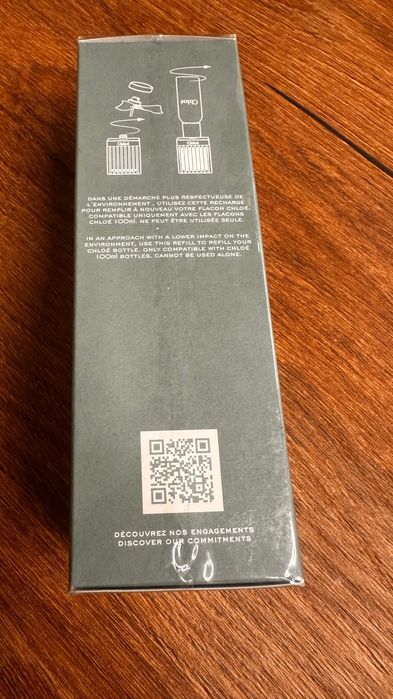 Chloé
Chloé
Chloé
DANS UNE DÉMARCHE PLUS RESPECTUEUSE DE
L'ENVIRONNEMENT, UTILISEZ CETTE RECHARGE
POUR REMPLIR À NOUVEAU VOTRE FLACON CHLOÉ.
COMPATIBLE UNIQUEMENT AVEC LES FLACONS
CHLOÉ 100ml. NE PEUT ÊTRE UTILISÉE SEULE.
IN AN APPROACH WITH A LOWER IMPACT ON THE
ENVIRONMENT, USE THIS REFILL TO REFILL YOUR
CHLOÉ BOTTLE. ONLY COMPATIBLE WITH CHLOÉ
100ml BOTTLES. CANNOT BE USED ALONE.
DÉCOUVREZ NOS ENGAGEMENTS
DISCOVER OUR COMMITMENTS